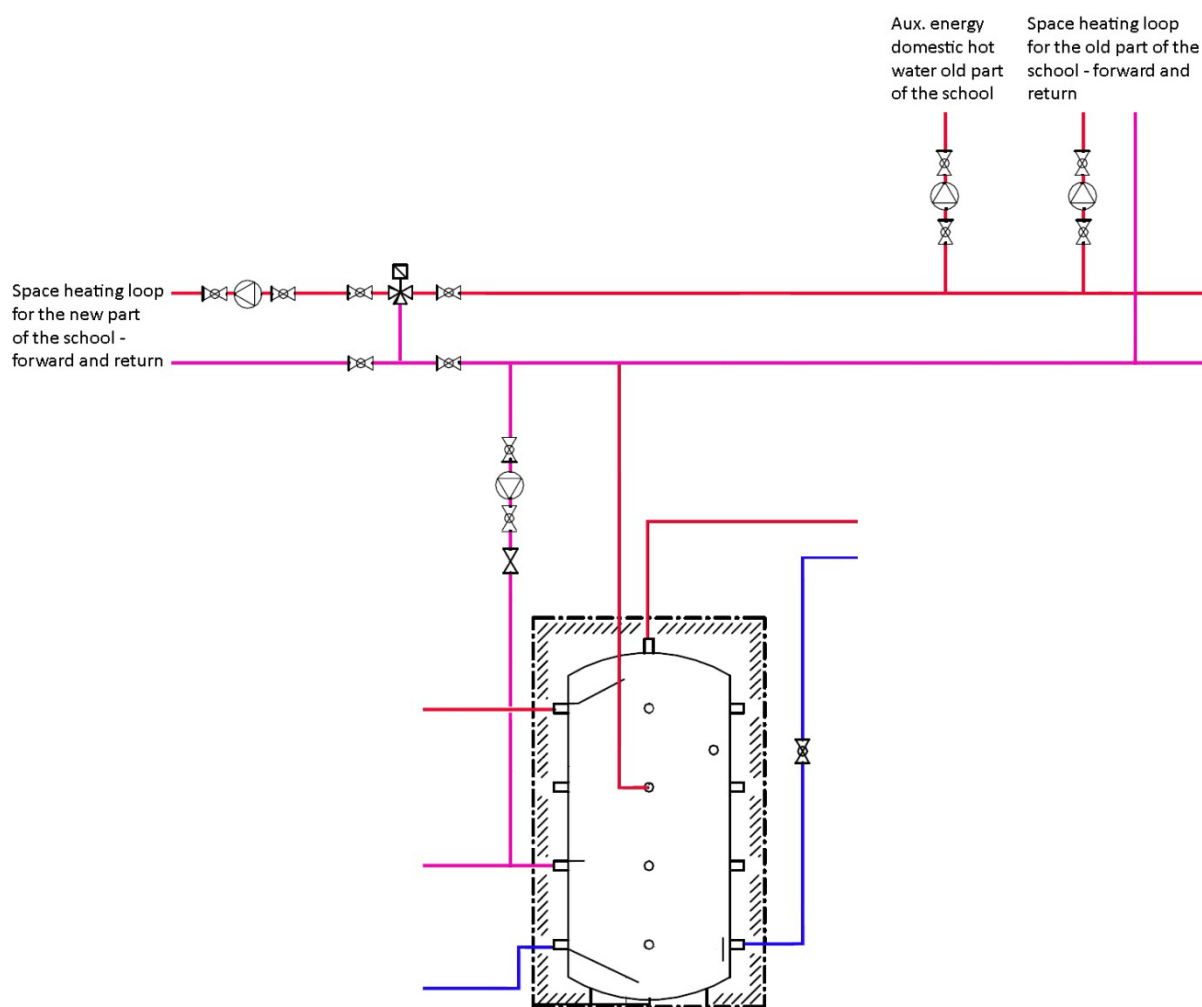 Aux. energy
domestic hot
water old part
of the school
Space heating loop
for the old part of the
school - forward and
return
Space heating loop
for the new part
of the school -
forward and return